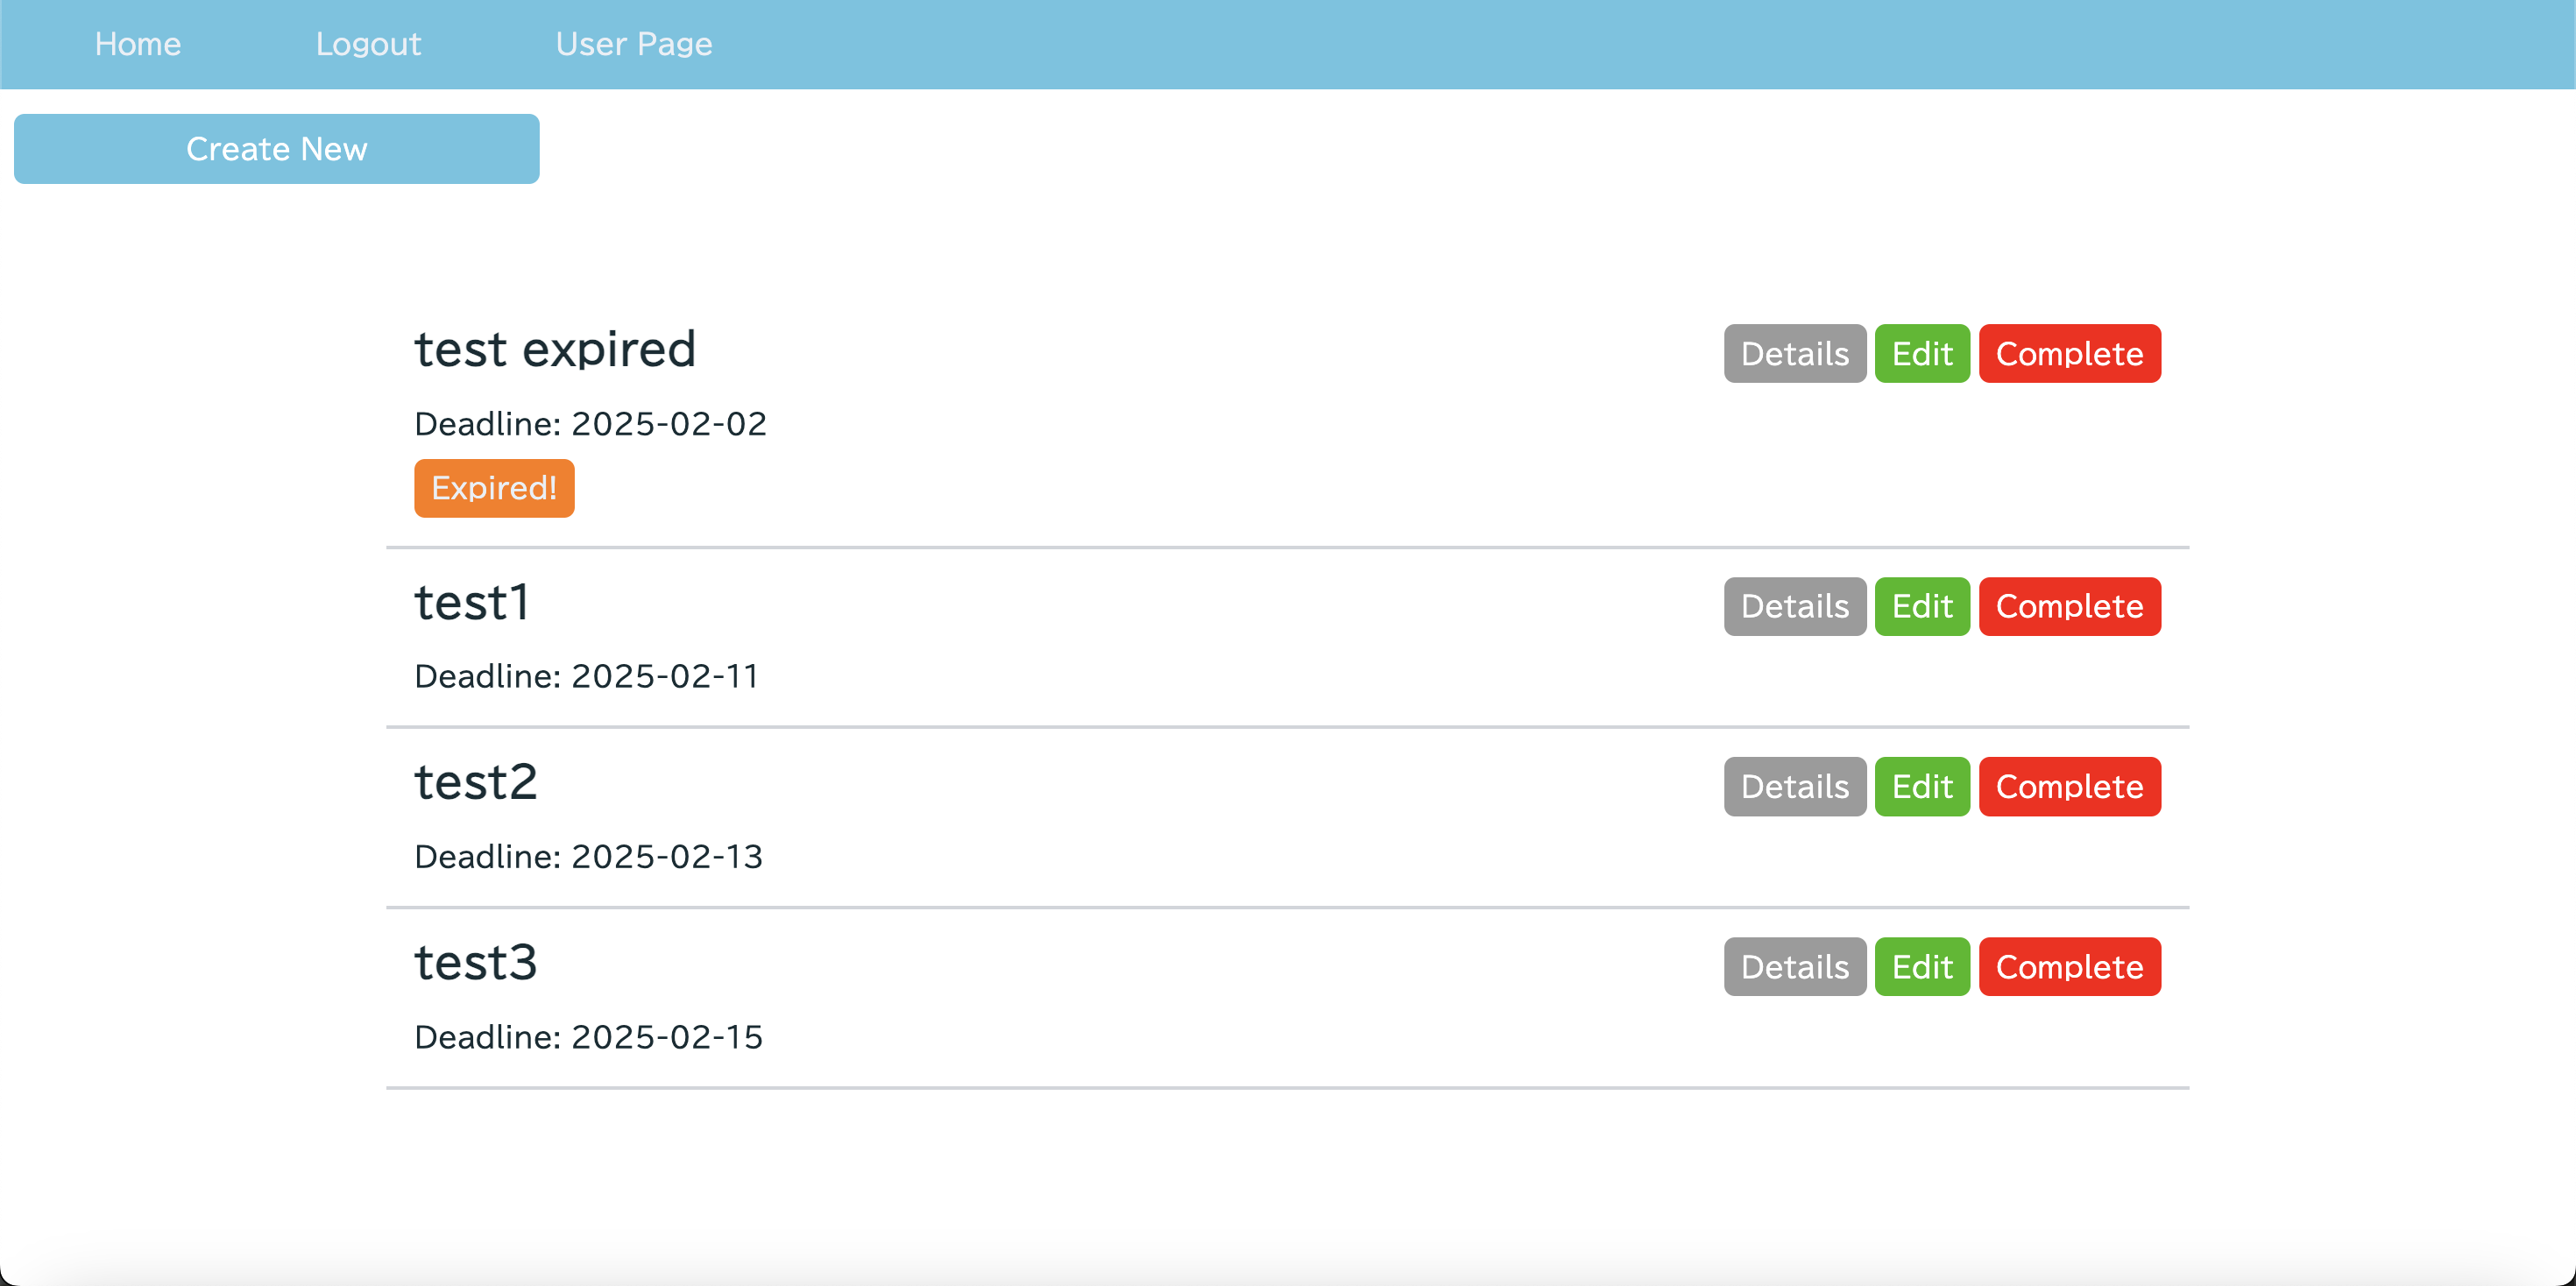 Home Logout User Page
Create New
test expired Details Edit Complete
Deadline: 2025-02-02
Expired!
test1 Details Edit Complete
Deadline: 2025-02-11
test2 Details Edit Complete
Deadline: 2025-02-13
test3 Details Edit Complete
Deadline: 2025-02-15